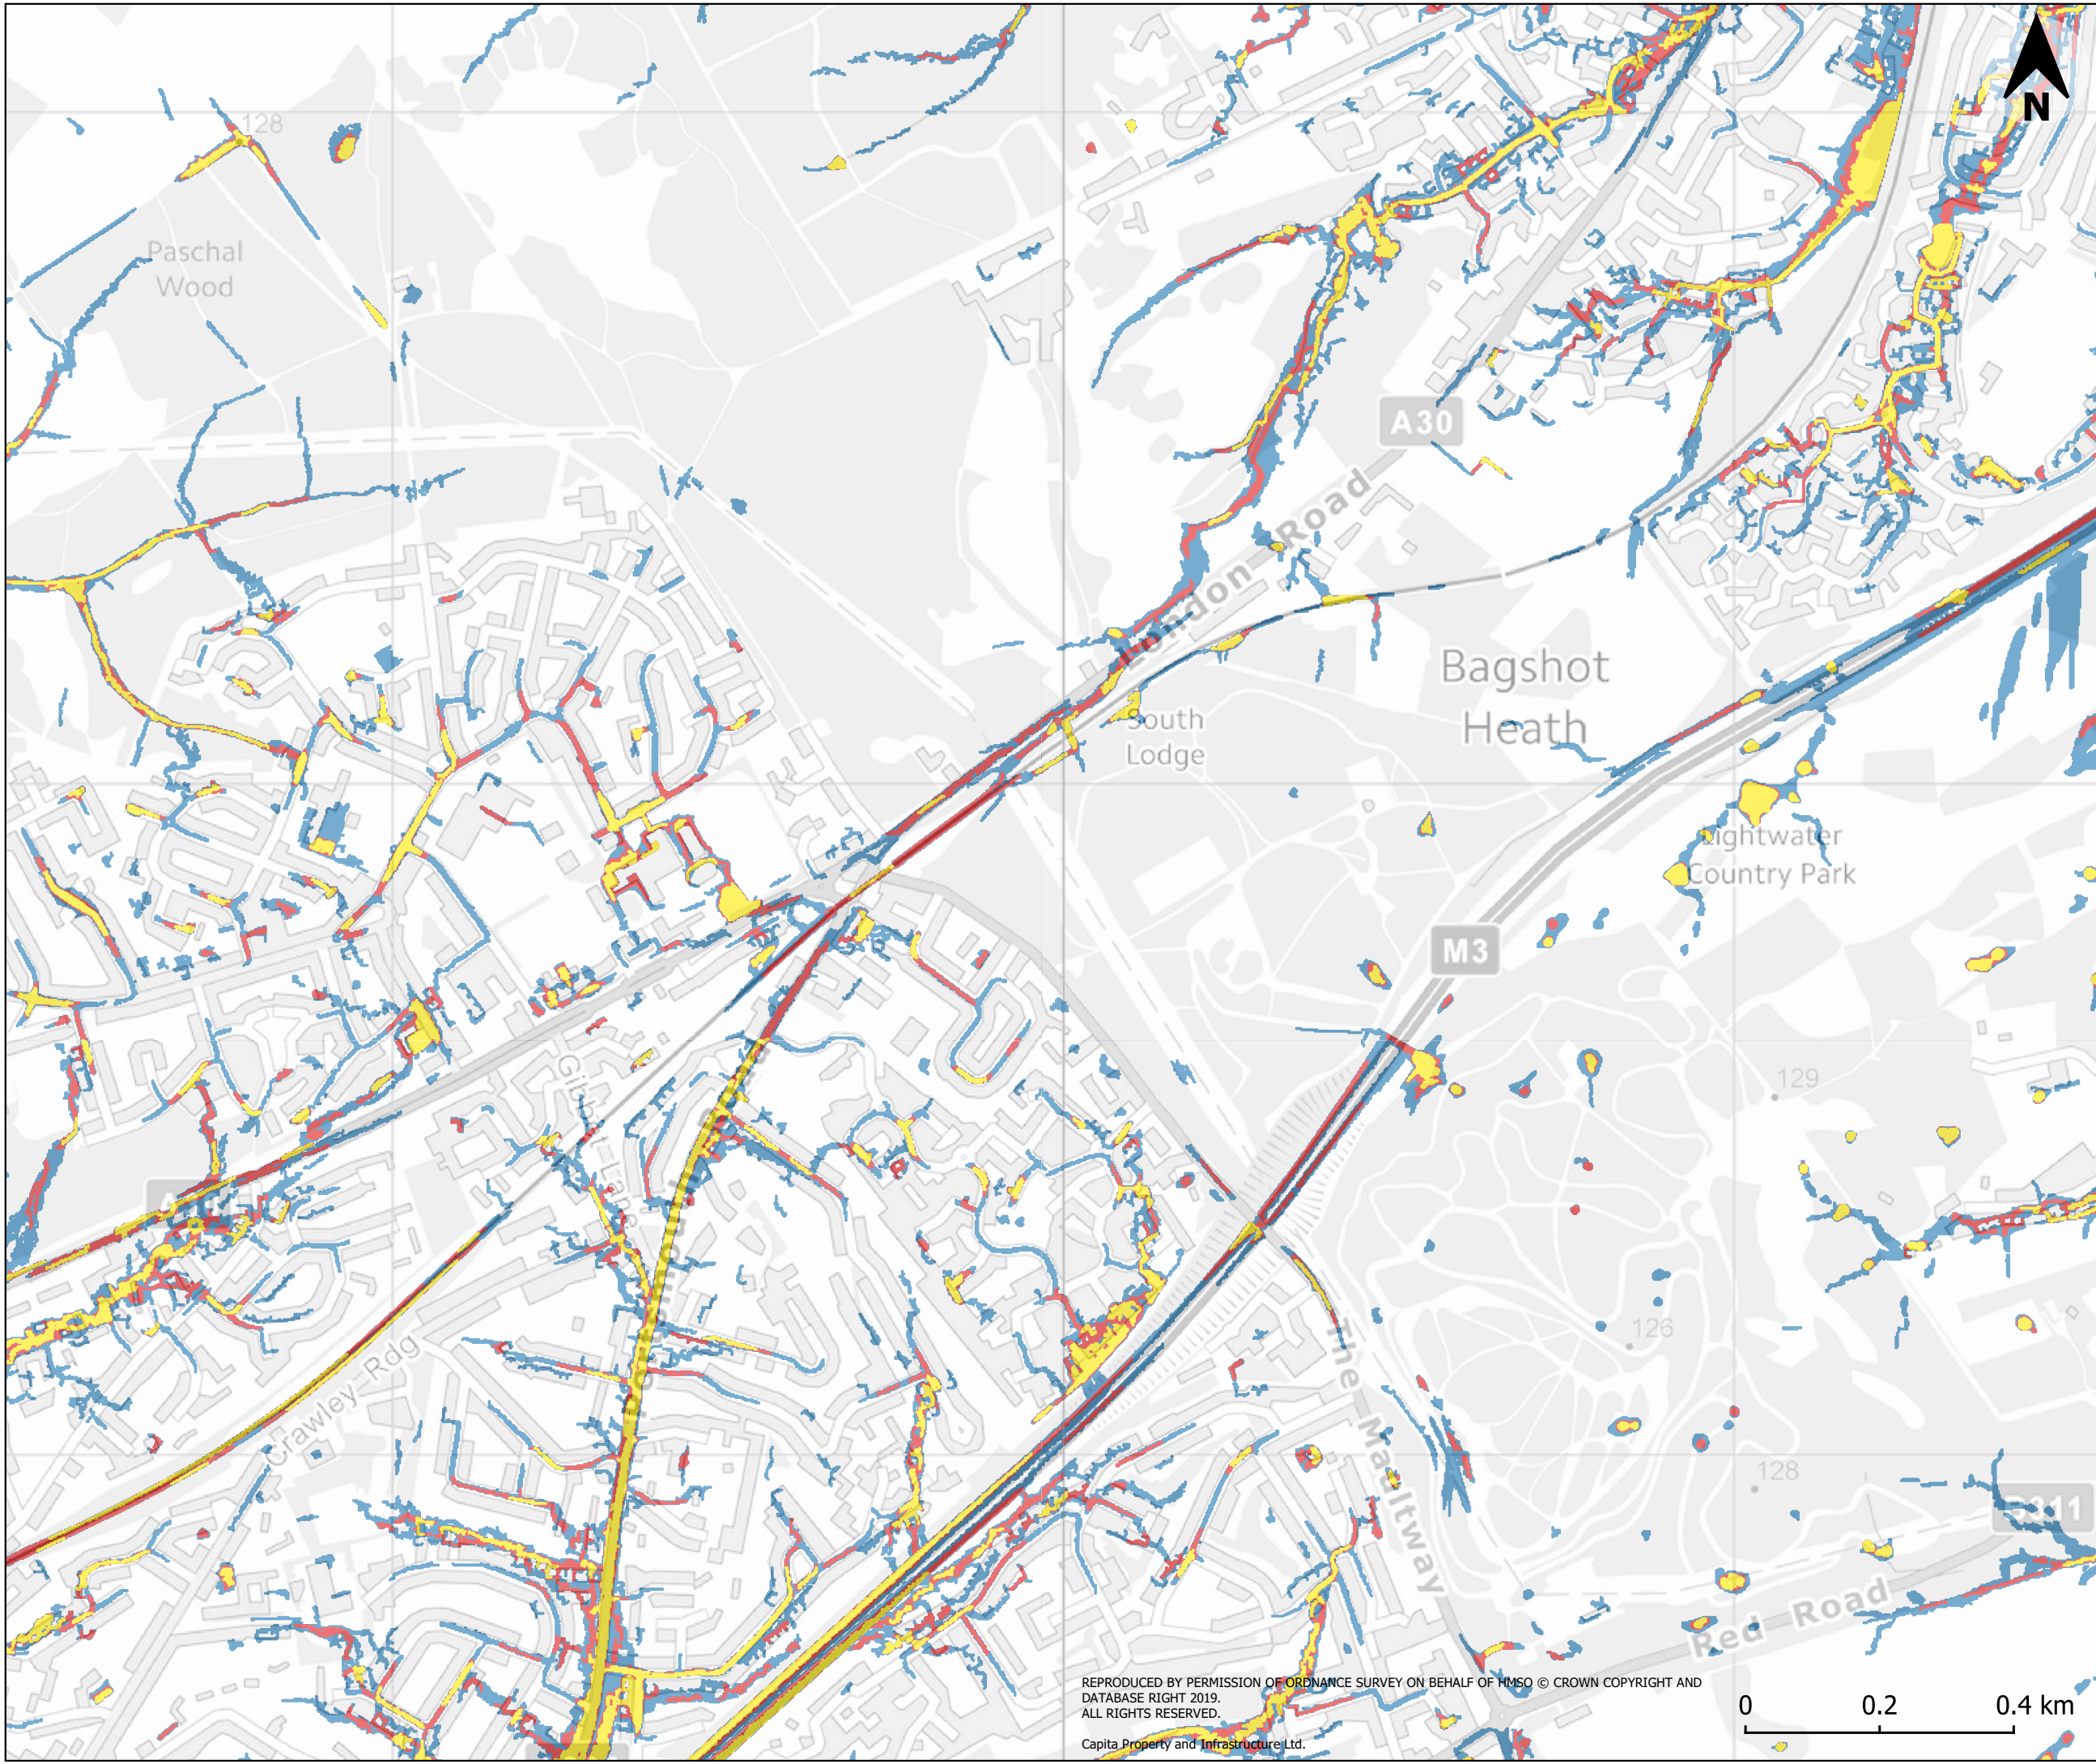 N
128
Paschal
Wood
A30
London Road
Bagshot
Heath
South
Lodge
Lightwater
Country Park
M3
129
126
Crawley Rdg
The Maultway
128
B311
Red Road
REPRODUCED BY PERMISSION OF ORDNANCE SURVEY ON BEHALF OF HMSO © CROWN COPYRIGHT AND
DATABASE RIGHT 2019.
ALL RIGHTS RESERVED.
Capita Property and Infrastructure Ltd.
0 0.2 0.4 km